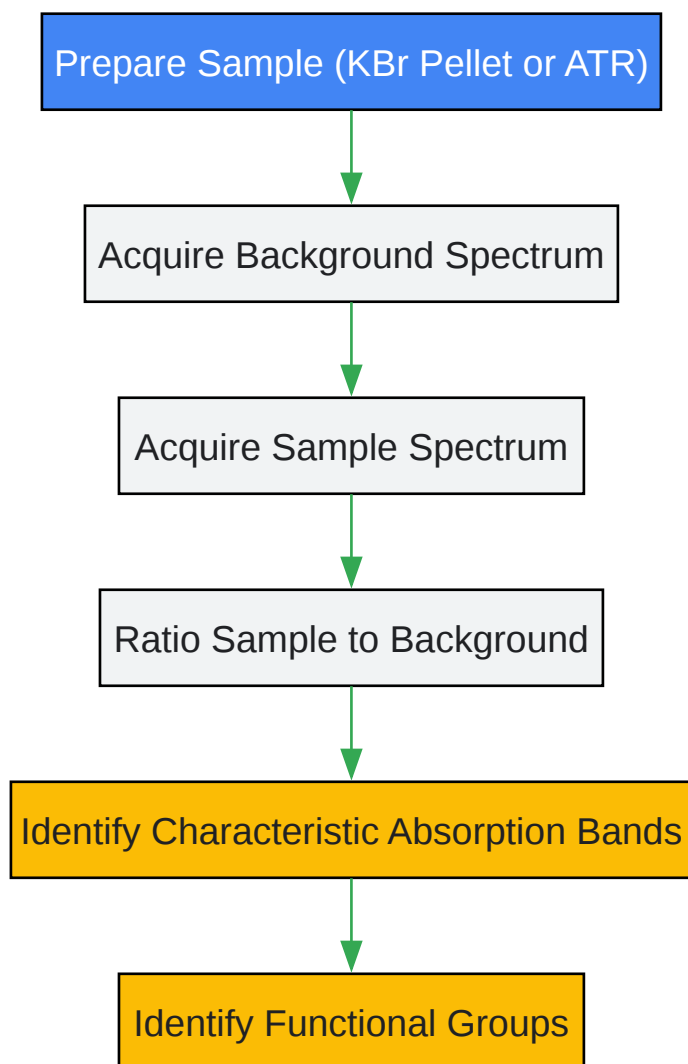 Prepare Sample (KBr Pellet or ATR)
Acquire Background Spectrum
Acquire Sample Spectrum
Ratio Sample to Background
Identify Characteristic Absorption Bands
Identify Functional Groups